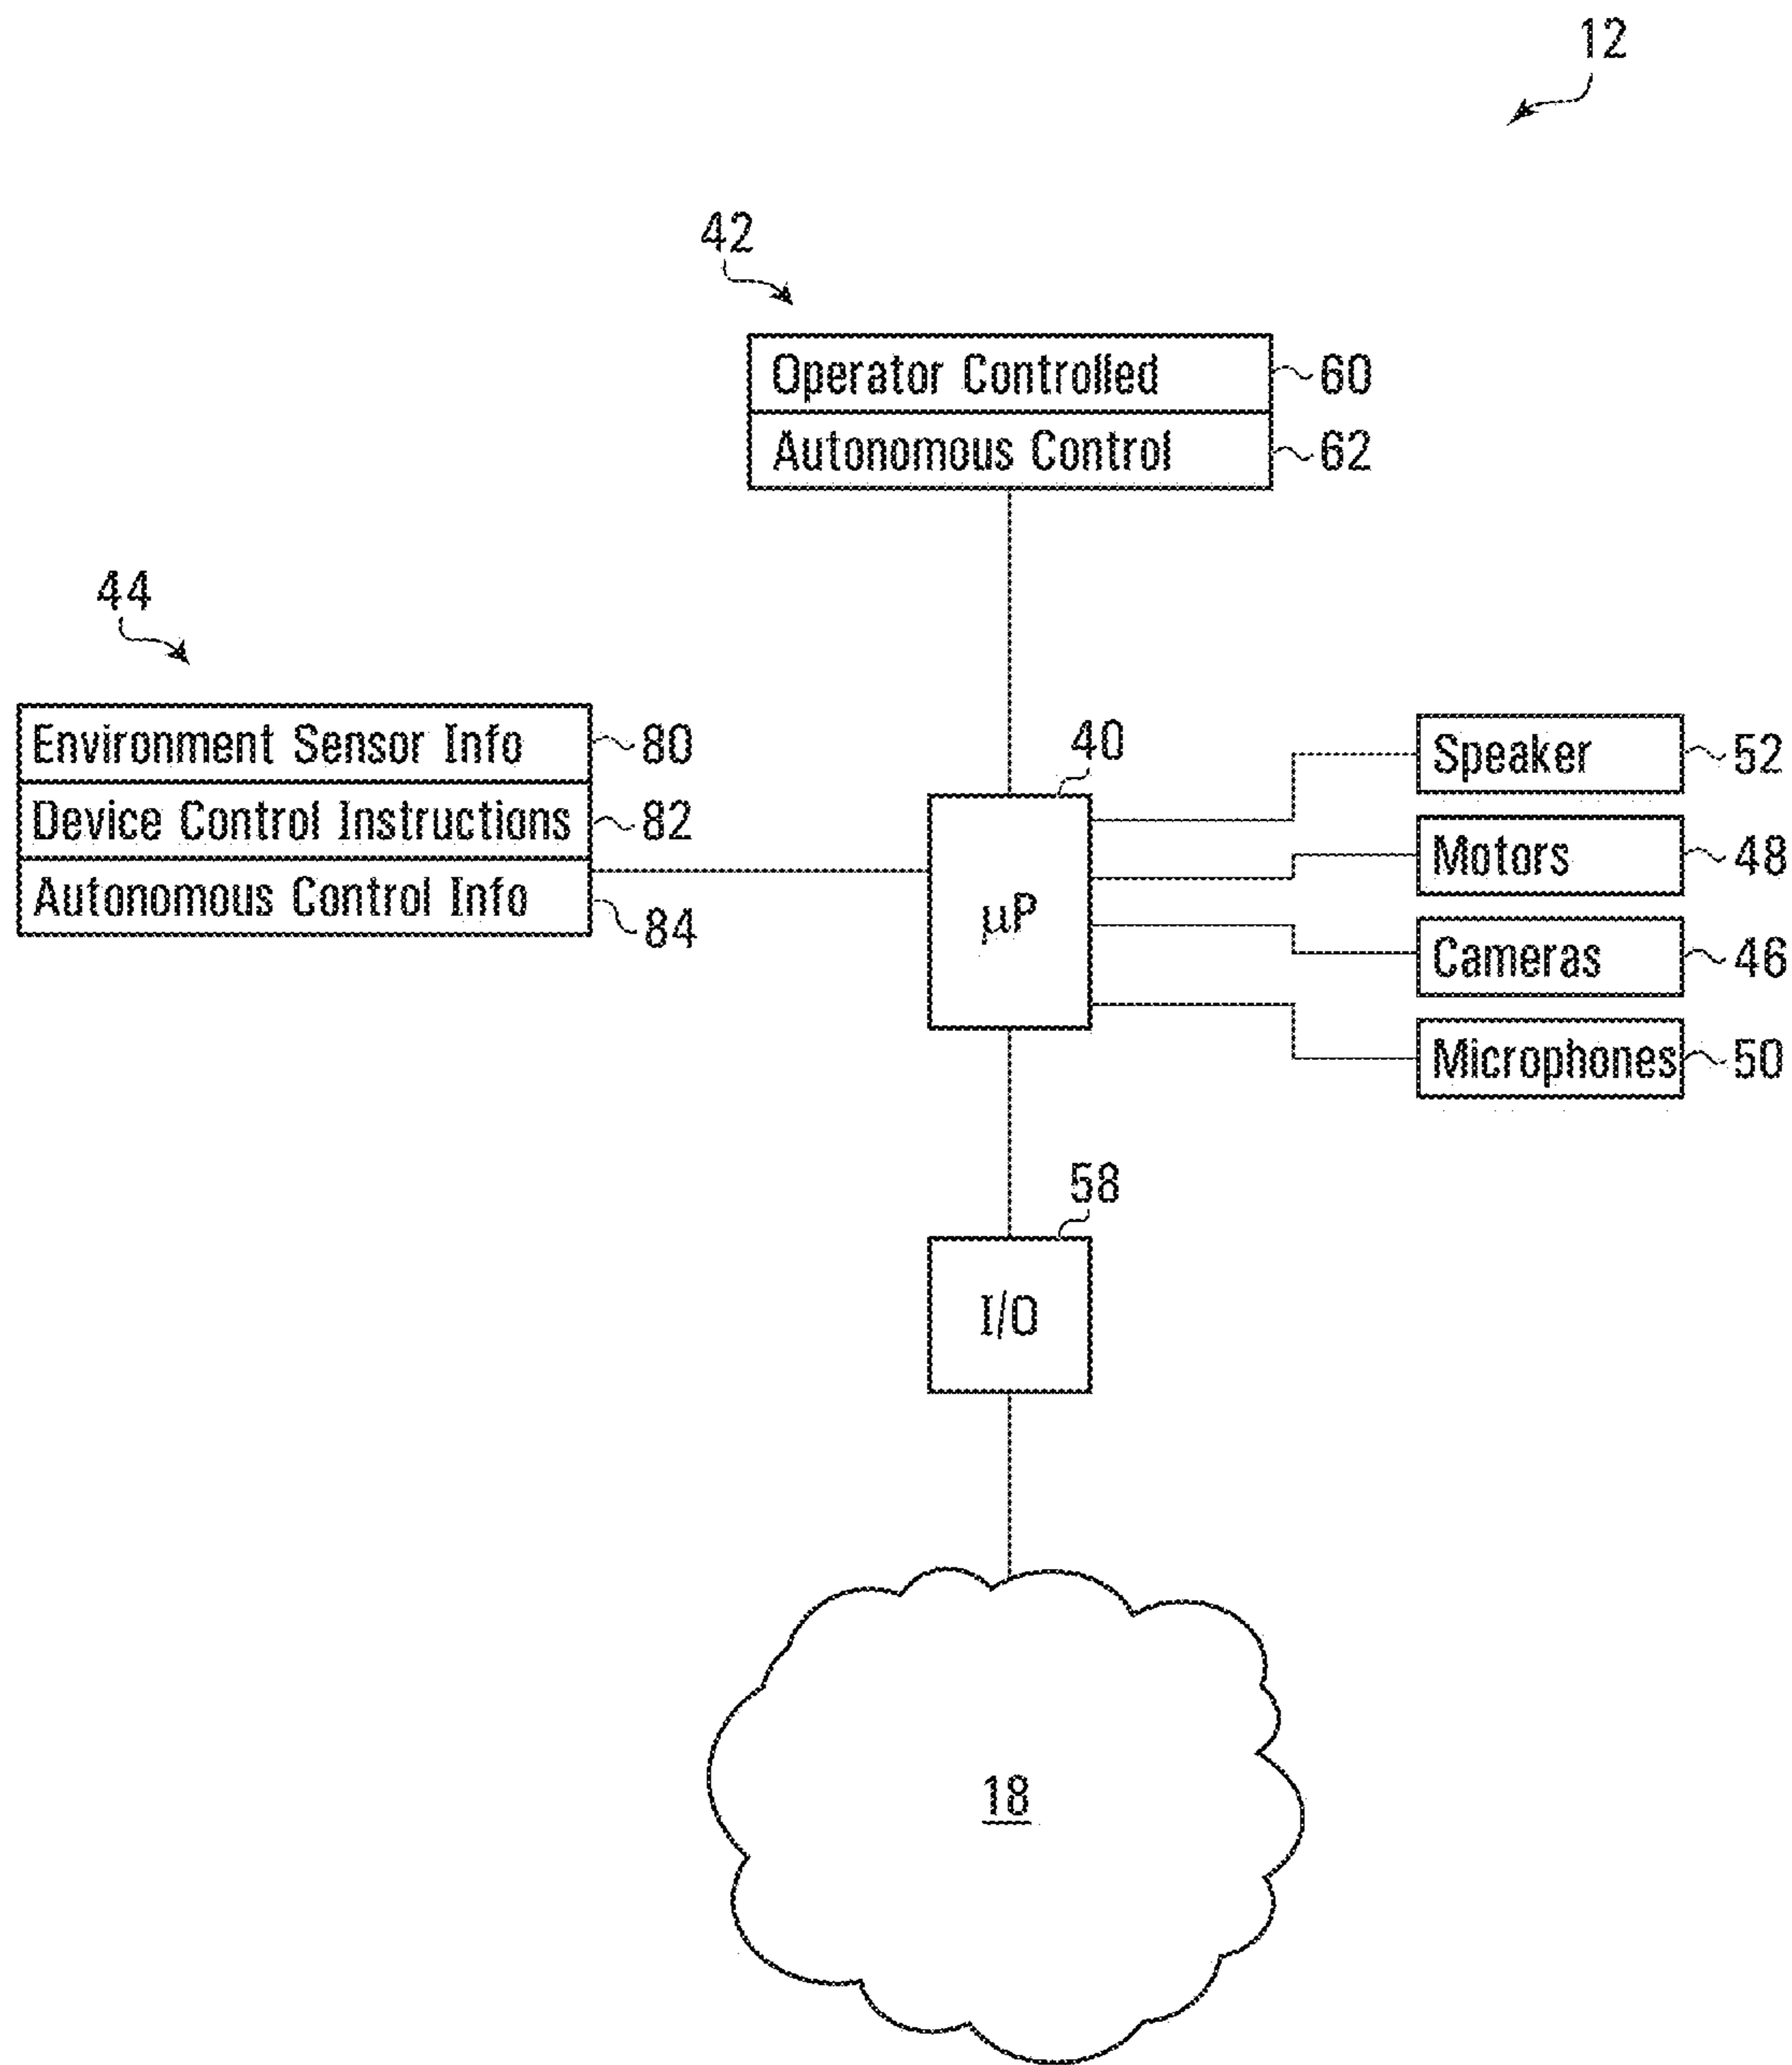 12
42
Operator Controlled 60
Autonomous Control 62
44
Environment Sensor Info 80
Device Control Instructions 82
Autonomous Control Info 84
40
µP
Speaker 52
Motors 48
Cameras 46
Microphones 50
58
I/O
18